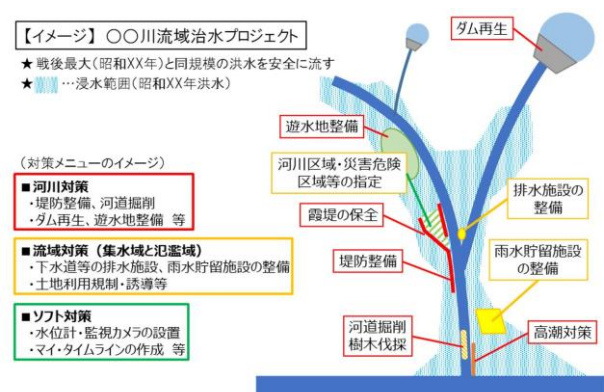 【イメージ】 ○○川流域治水プロジェクト
★戦後最大(昭和XX年)と同規模の洪水を安全に流す
★ …浸水範囲(昭和XX年洪水)
(対策メニューのイメージ)
■河川対策
・堤防整備、河道掘削
・ダム再生、遊水地整備 等
■流域対策(集水域と氾濫域)
・下水道等の排水施設、雨水貯留施設の整備
・土地利用規制・誘導等
■ソフト対策
・水位計・監視カメラの設置
・マイ・タイムラインの作成 等
ダム再生
遊水地整備
河川区域・災害危険
区域等の指定
霞堤の保全
堤防整備
排水施設の
整備
雨水貯留施設
の整備
河道掘削
樹木伐採
高潮対策